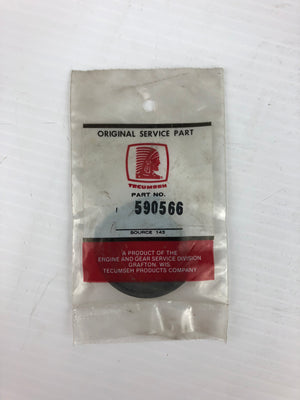 ORIGINAL SERVICE PART
TECUMSEH
PART NO.
590566
SOURCE 143
A PRODUCT OF THE
ENGINE AND GEAR SERVICE DIVISION
GRAFTON, WIS.
TECUMSEH PRODUCTS COMPANY